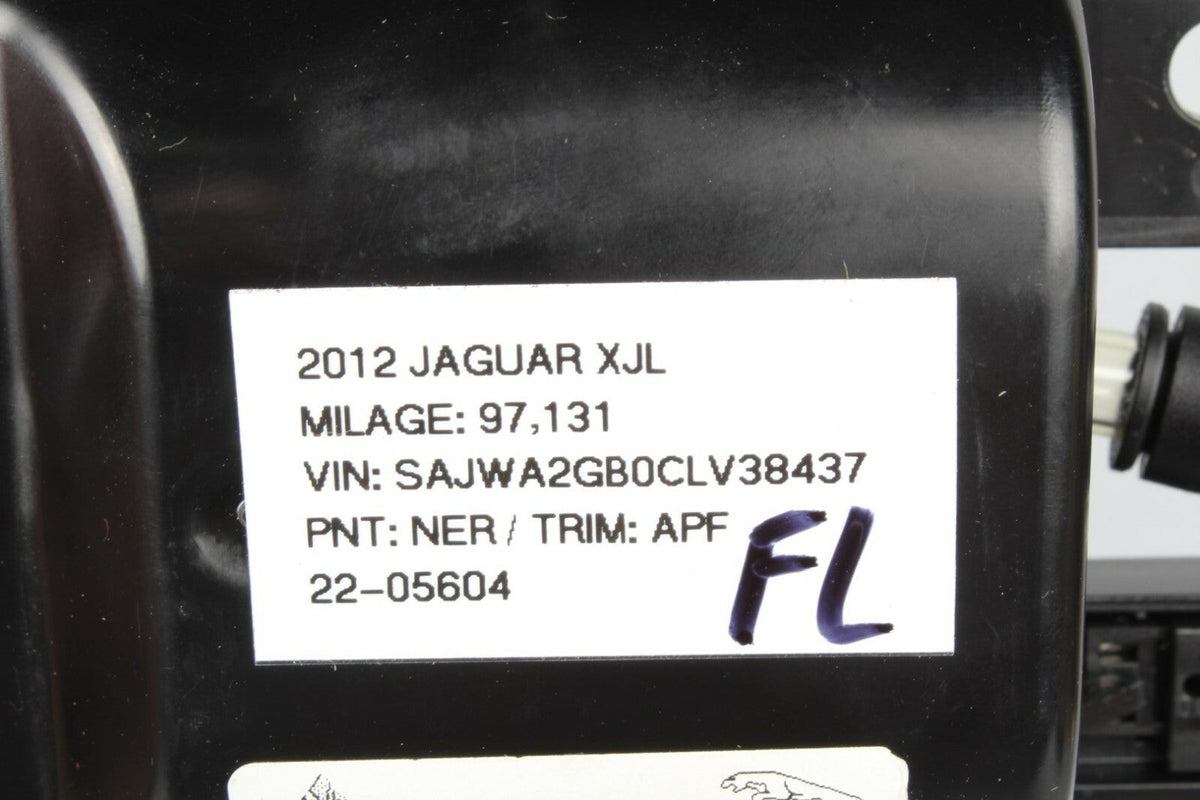 2012 JAGUAR XJL
MILAGE: 97,131
VIN: SAJWA2GB0CLV38437
PNT: NER / TRIM: APF
22-05604
FL